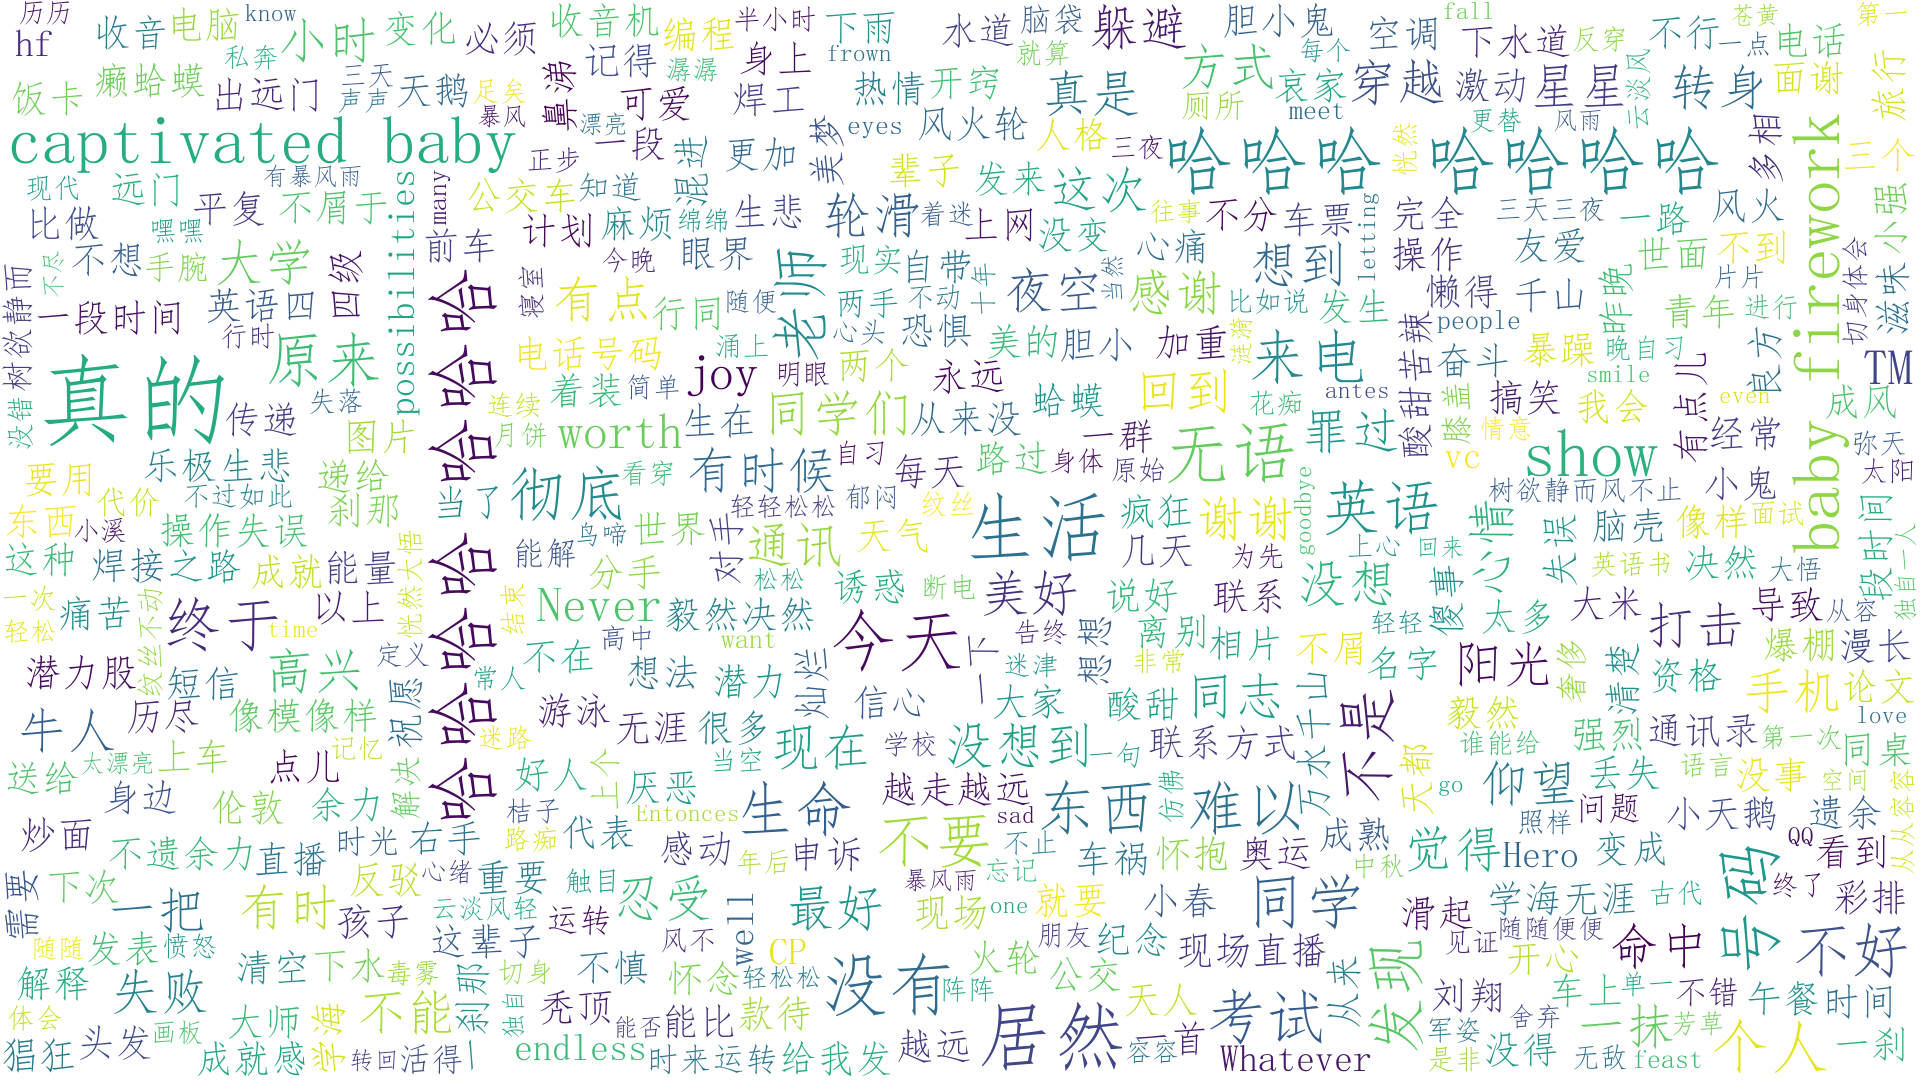 历历
hf
收音
电脑
know
私奔
小时
变化
必须
收音机
编程
半小时
下雨
frown
水道
脑袋
就算
躲避
胆小鬼
每个
空调
fall
下水道
反穿
不行
一点
苍黄
电话
第一
饭卡
癞蛤蟆
出远门
三天
声声
天鹅
足矣
暴风
鼻涕
记得
漂亮
可爱
潺潺
身上
焊工
热情
开窍
真是
方式
厕所
哀家
meet
穿越
激动
星星
更替
风雨
云淡风
转身
面谢
旅行
captivated baby
正步
一段
混进
更加
美梦
eyes
风火轮
人格
三夜
哈哈哈
恍然
哈哈哈哈
baby firework
多相
三个
现代
远门
有暴风雨
possibilities
many
公交车
知道
辈子
发来
这次
比做
嘿嘿
平复
不屑于
前车
计划
麻烦
绵绵
生悲
轮滑
着迷
上网
没变
往事
不分
车票
letting
完全
三天三夜
一路
风火
小强
树欲静而
不尽
不想
手腕
大学
四级
哈哈哈哈哈哈哈
寝室
今晚
眼界
老师
现实
自带
十年
夜空
当然
心痛
感谢
想到
操作
友爱
世面
不到
切身体会
滋味
一段时间
英语四
行时
有点
行同
随便
两手
不动
比如说
发生
懒得
千山
昨晚
青年
片片
进行
没错
真的
原来
电话号码
涌上
心头
恐惧
美的
胆小
加重
遗漏
来电
酸甜苦辣
people
奋斗
暴躁
晚自习
有点儿
良方
TM
传递
失落
图片
连续
月饼
着装
简单
joy
明眼
两个
永远
回到
花痴
antes
膝盖
搞笑
smile
我会
even
经常
成风
worth
生在
同学们
从来没
蛤蟆
一群
无语
罪过
vc
情意
show
弥天
太阳
要用
代价
乐极生悲
不过如此
递给
刹那
当了
彻底
看穿
有时候
轻轻松松
自习
郁闷
每天
路过
身体
原始
goodbye
树欲静而风不止
小鬼
段时间
东西
小溪
操作失误
恍然大悟
能解
鸟啼
世界
对手
通讯
天气
纹丝
生活
疯狂
几天
谢谢
为先
英语
上心
回来
心情
失误
脑壳
英语书
像样
面试
决然
大悟
独自一人
这种
焊接之路
成就
能量
结末
分手
松松
诱惑
断电
美好
说好
联系
没想
傻事
太多
大米
打击
导致
从容
一次
轻松
痛苦
纹丝不动
终于
time
以上
定义
Never
高中
毅然决然
want
今天
告终
一下
想想
离别
非常
相片
不屑
轻轻
名字
阳光
奢侈
清楚
爆棚
资格
漫长
潜力股
短信
高兴
祝愿
常人
不在
想法
潜力
灿烂
信心
迷津
大家
酸甜
同志
万水千山
不是
毅然
手机
论文
love
牛人
历尽
像模像样
迷路
游泳
无涯
很多
当空
现在
学校
没想到
一句
联系方式
天都
谁能给
强烈
通讯录
第一次
同桌
送给
太漂亮
上车
点儿
记忆
解决
好人
上个
厌恶
越走越远
仿佛
go
仰望
丢失
语言
没事
空间
从从容容
身边
伦敦
余力
桔子
Entonces
生命
sad
东西
难以
成熟
照样
问题
小天鹅
遗余
炒面
不遗余力
直播
时光
右手
路痴
代表
感动
年后
申诉
不要
不止
车祸
怀抱
奥运
中秋
觉得
Hero
变成
号码
QQ
看到
需要
下次
一把
有时
反驳
心绪
重要
触目
忍受
well
最好
暴风雨
忘记
现场
one
就要
小春
同学
滑起
学海无涯
古代
终了
彩排
随随
发表
愤怒
孩子
云淡风轻
这辈子
运转
风不
CP
火轮
朋友
纪念
现场直播
见证
随随便便
命中
不好
解释
失败
清空
下水
毒雾
一刹那
切身
不慎
怀念
轻松松
没有
阵阵
公交
从来
发现
开心
刘翔
车上
单一
不错
午餐时间
体会
头发
画板
大师
学海
不能
独自
秃顶
能否
能比
款待
居然
天人
考试
军姿
舍弃
一抹
芳草
个人
猖狂
成就感
转回
活得
endless
时来运转
给我发
越远
容容
一首
Whatever
是非
没得
无敌
feast
一刹